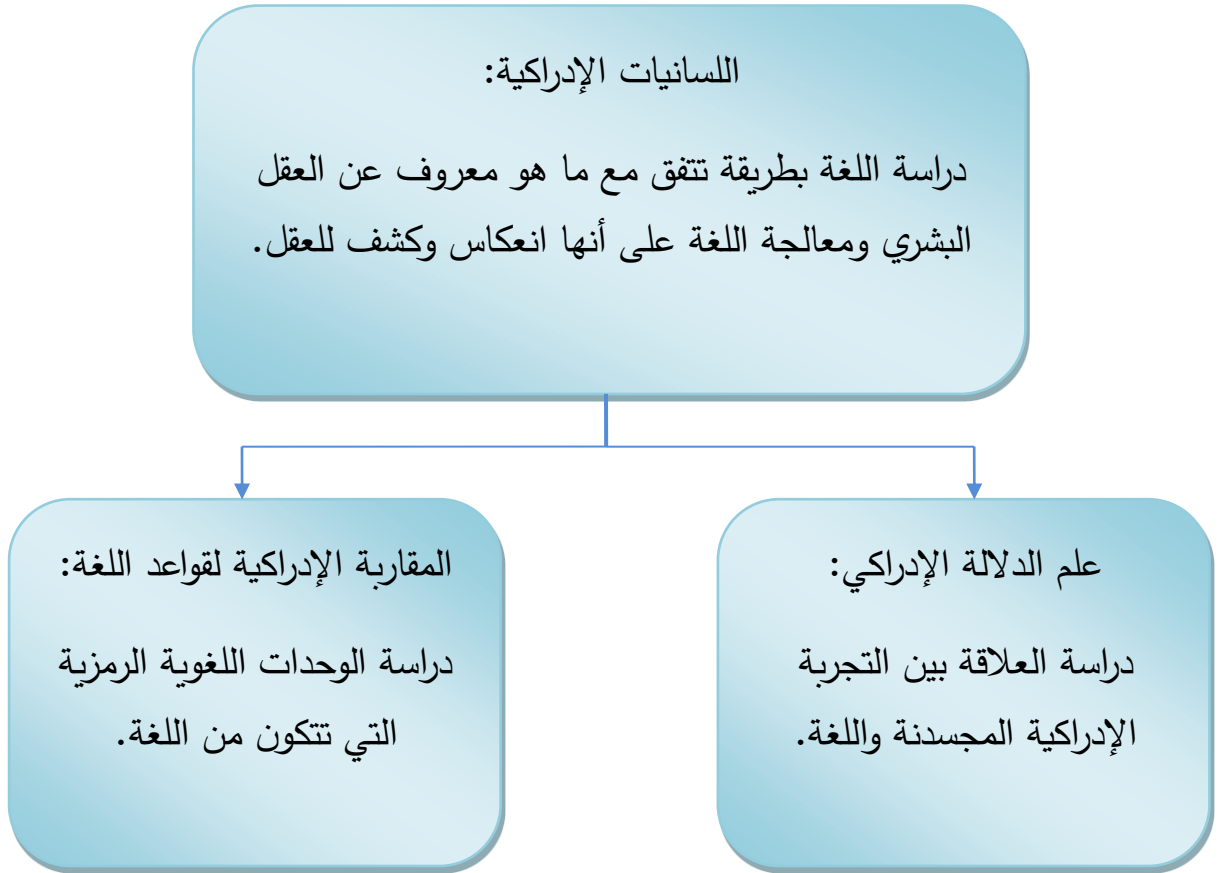 اللسانيات الإدراكية:
دراسة اللغة بطريقة تتفق مع ما هو معروف عن العقل
البشري ومعالجة اللغة على أنها انعكاس وكشف للعقل.
علم الدلالة الإدراكي:
دراسة العلاقة بين التجربة
الإدراكية المجسدنة واللغة.
المقاربة الإدراكية لقواعد اللغة:
دراسة الوحدات اللغوية الرمزية
التي تتكون من اللغة.